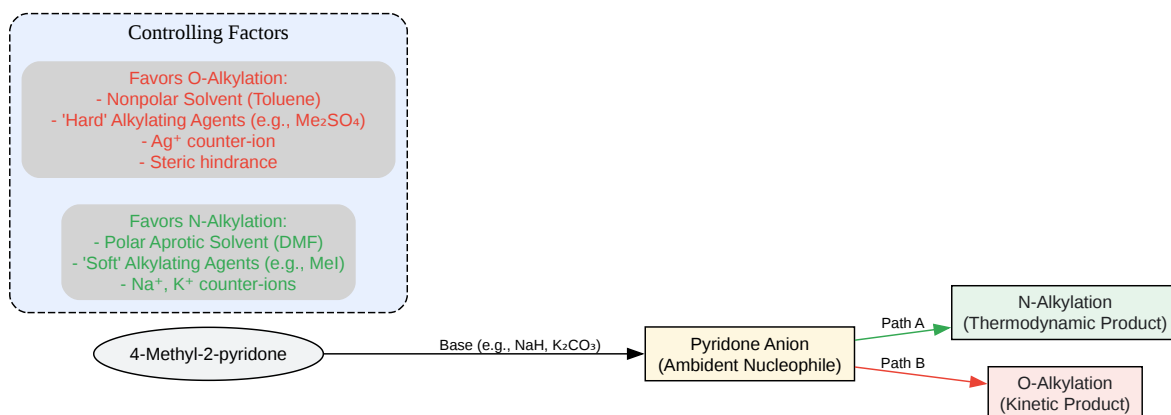 Controlling Factors
Favors O-Alkylation:
- Nonpolar Solvent (Toluene)
- 'Hard' Alkylating Agents (e.g., Me₂SO₄)
- Ag⁺ counter-ion
- Steric hindrance
Favors N-Alkylation:
- Polar Aprotic Solvent (DMF)
- 'Soft' Alkylating Agents (e.g., MeI)
- Na⁺, K⁺ counter-ions
4-Methyl-2-pyridone
Base (e.g., NaH, K₂CO₃)
Pyridone Anion
(Ambident Nucleophile)
Path A
Path B
N-Alkylation
(Thermodynamic Product)
O-Alkylation
(Kinetic Product)